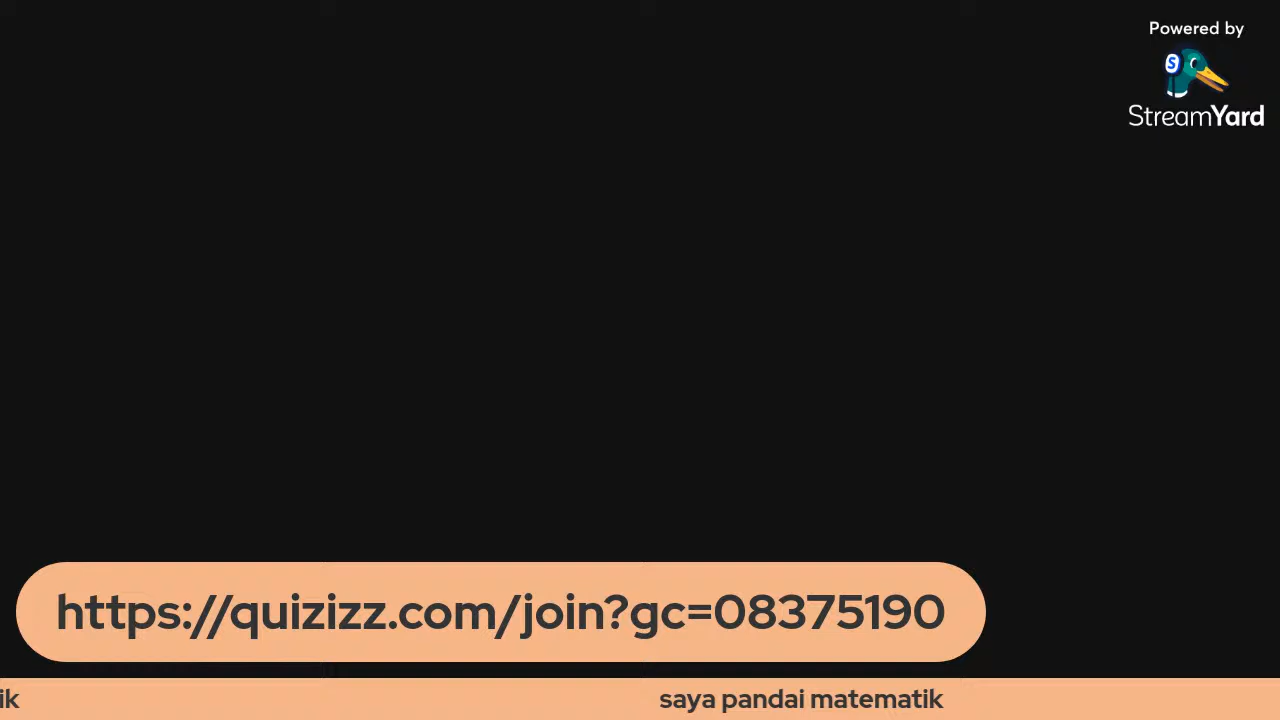 Powered by
S
StreamYard
https://quizizz.com/join?gc=08375190
ik
saya pandai matematik